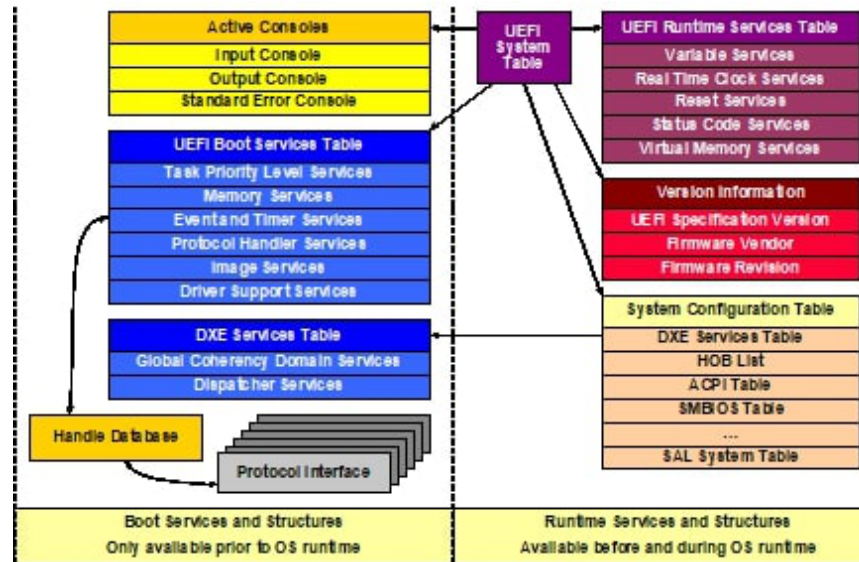 Active Consoles
Input Console
Output Console
Standard Error Console
UEFI
System
Table
UEFI Runtime Services Table
Variable Services
Real Time Clock Services
Reset Services
Status Code Services
Virtual Memory Services
UEFI Boot Services Table
Task Priority Level Services
Memory Services
Event and Timer Services
Protocol Handler Services
Image Services
Driver Support Services
Version Information
UEFI Specification Version
Firmware Vendor
Firmware Revision
DXE Services Table
Global Coherency Domain Services
Dispatcher Services
System Configuration Table
DXE Services Table
HOB List
ACPI Table
SMBIOS Table
...
SAL System Table
Handle Database
Protocol Interface
Boot Services and Structures
Only available prior to OS runtime
Runtime Services and Structures
Available before and during OS runtime